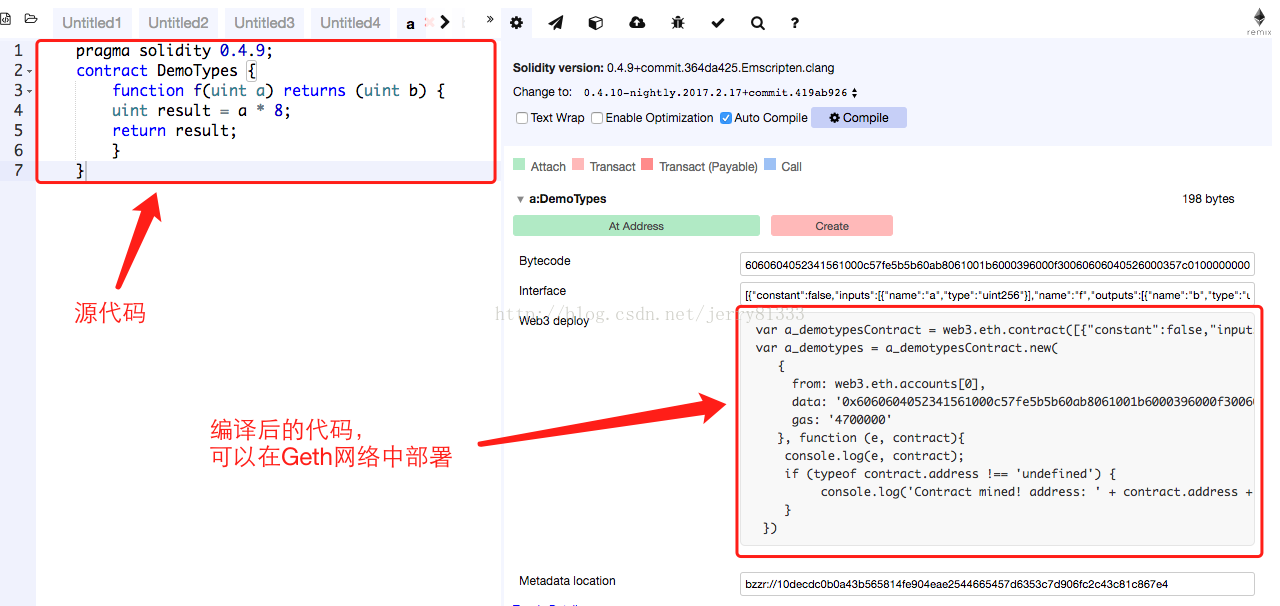 Untitled1 Untitled2 Untitled3 Untitled4 a
remix
1 pragma solidity 0.4.9;
2 contract DemoTypes {
3 function f(uint a) returns (uint b) {
4 uint result = a * 8;
5 return result;
6 }
7 }
源代码
编译后的代码，
可以在Geth网络中部署
Solidity version: 0.4.9+commit.364da425.Emscripten.clang
Change to: 0.4.10-nightly.2017.2.17+commit.419ab926
Text Wrap Enable Optimization Auto Compile Compile
Attach Transact Transact (Payable) Call
a:DemoTypes 198 bytes
At Address Create
Bytecode 6060604052341561000c57fe5b5b60ab8061001b6000396000f30060606040526000357c0100000000
Interface [{"constant":false,"inputs":[{"name":"a","type":"uint256"}],"name":"f","outputs":[{"name":"b","type":"u
http://blog.csdn.net/jerry81333
Web3 deploy
var a_demotypesContract = web3.eth.contract([{"constant":false,"input
var a_demotypes = a_demotypesContract.new(
{
from: web3.eth.accounts[0],
data: '0x6060604052341561000c57fe5b5b60ab8061001b6000396000f3006
gas: '4700000'
}, function (e, contract){
console.log(e, contract);
if (typeof contract.address !== 'undefined') {
console.log('Contract mined! address: ' + contract.address +
}
})
Metadata location bzzr://10decdc0b0a43b565814fe904eae2544665457d6353c7d906fc2c43c81c867e4